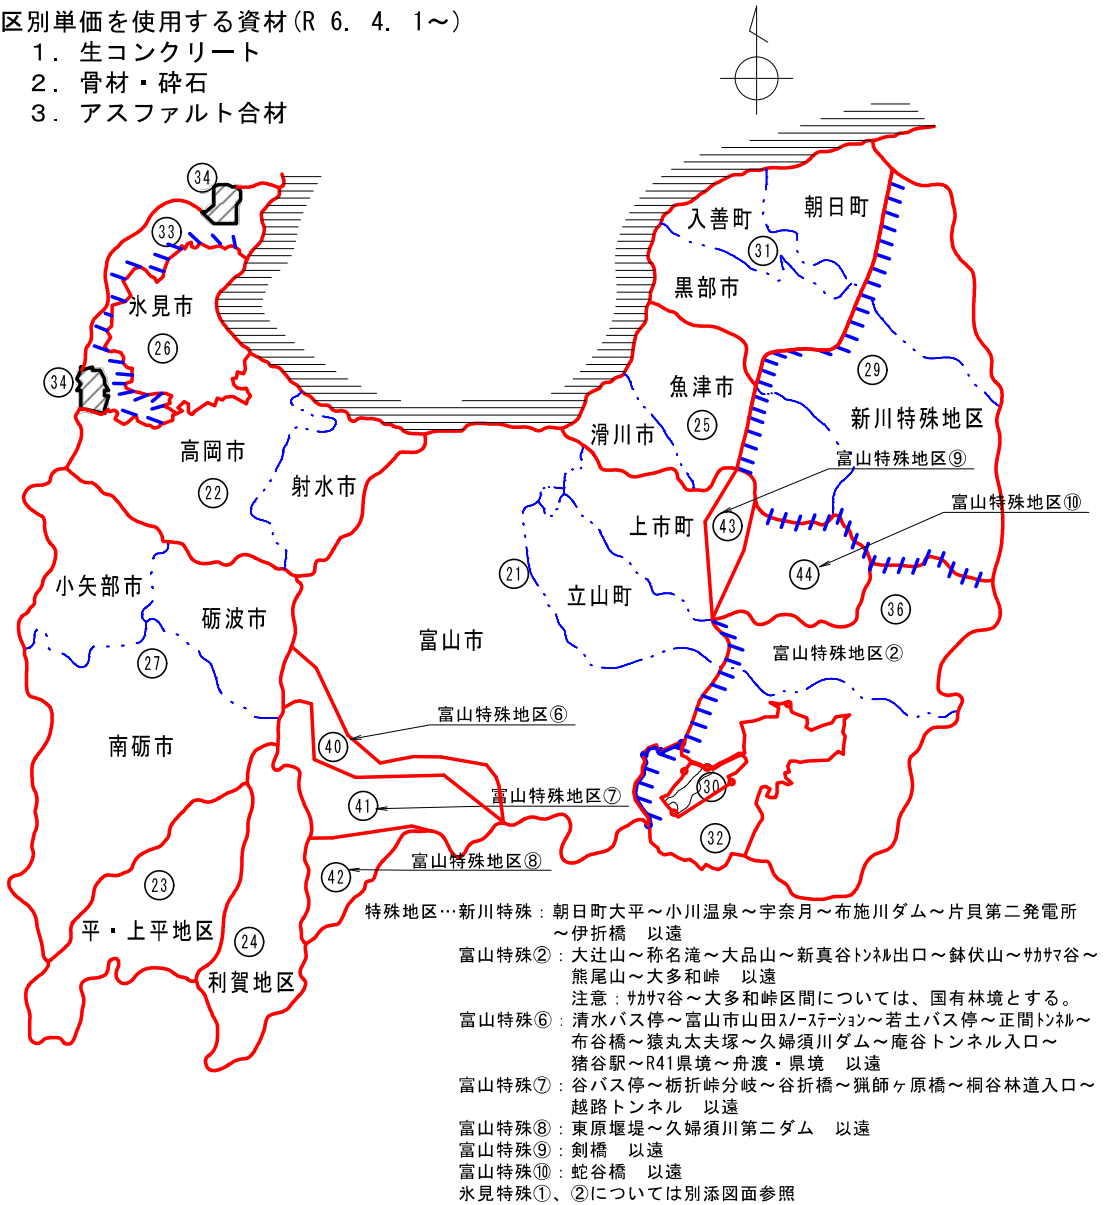 区別単価を使用する資材(R 6. 4. 1～)
1. 生コンクリート
2. 骨材・砕石
3. アスファルト合材
34
33
氷見市
26
34
高岡市
22
射水市
入善町
朝日町
31
黒部市
魚津市
25
滑川市
29
新川特殊地区
富山特殊地区⑨
富山特殊地区⑩
上市町
43
44
36
21
立山町
小矢部市
砺波市
27
富山市
富山特殊地区②
南砺市
富山特殊地区⑥
40
富山特殊地区⑦
41
30
32
富山特殊地区⑧
42
23
平・上平地区
24
利賀地区
特殊地区…新川特殊：朝日町大平～小川温泉～宇奈月～布施川ダム～片貝第二発電所
～伊折橋　以遠
富山特殊②：大辻山～称名滝～大品山～新真谷ﾄﾝﾈﾙ出口～鉢伏山～ｻｶｻﾏ谷～
熊尾山～大多和峠　以遠
注意：ｻｶｻﾏ谷～大多和峠区間については、国有林境とする。
富山特殊⑥：清水バス停～富山市山田ｽﾉｰｽﾃｰｼｮﾝ～若土バス停～正間ﾄﾝﾈﾙ～
布谷橋～猿丸太夫塚～久婦須川ダム～庵谷トンネル入口～
猪谷駅～R41県境～舟渡・県境　以遠
富山特殊⑦：谷バス停～栃折峠分岐～谷折橋～猟師ヶ原橋～桐谷林道入口～
越路トンネル　以遠
富山特殊⑧：東原堰堤～久婦須川第二ダム　以遠
富山特殊⑨：剣橋　以遠
富山特殊⑩：蛇谷橋　以遠
氷見特殊①、②については別添図面参照